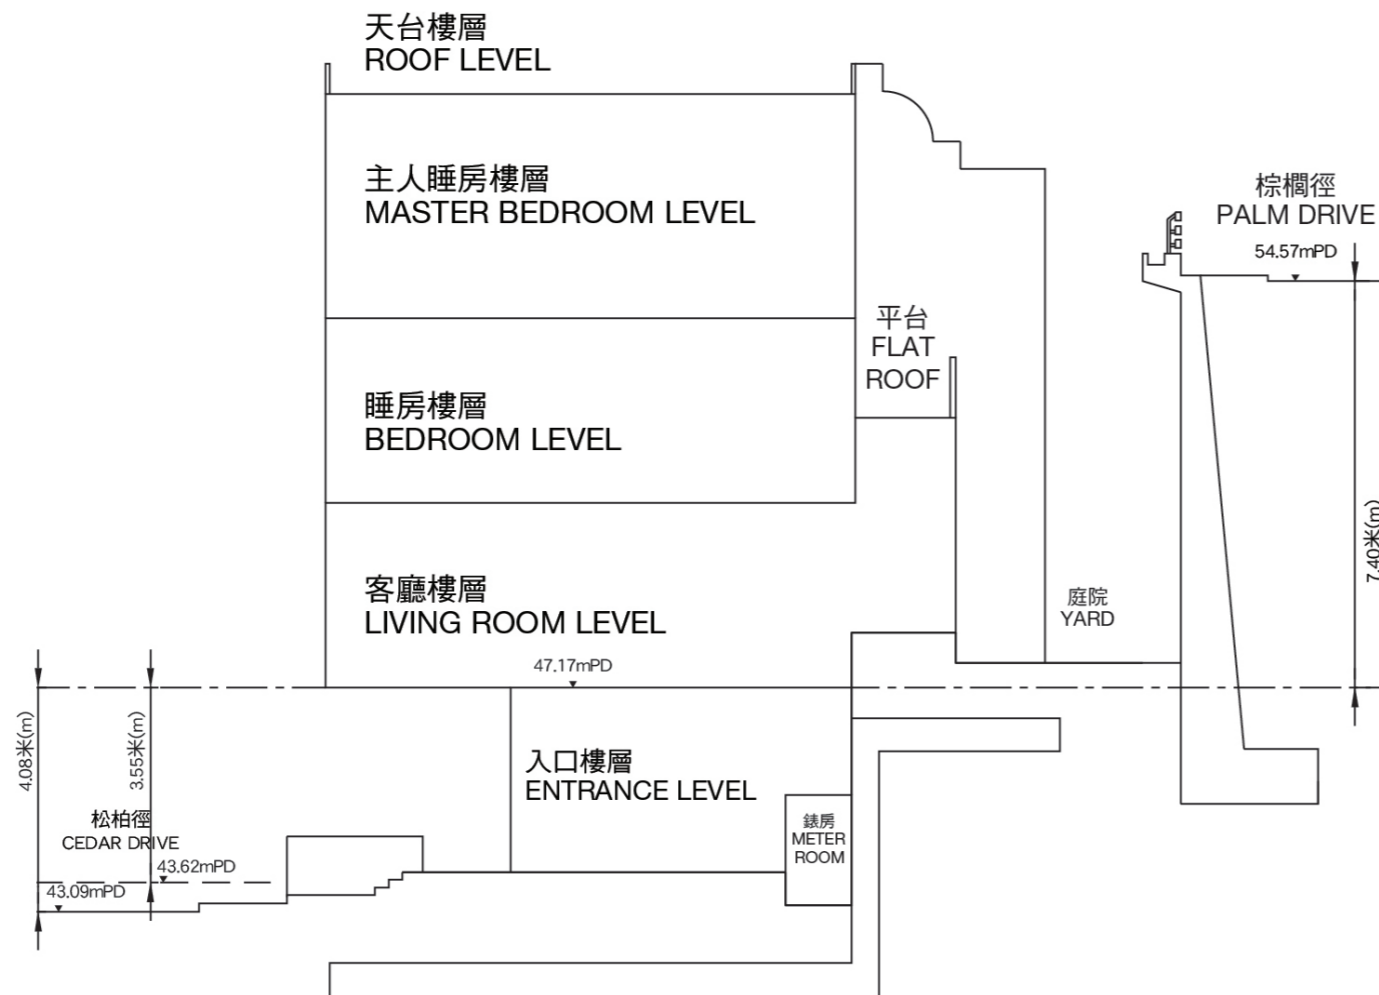 天台樓層
ROOF LEVEL
主人睡房樓層
MASTER BEDROOM LEVEL
棕櫚徑
PALM DRIVE
54.57mPD
平台
FLAT
ROOF
睡房樓層
BEDROOM LEVEL
7.40米(m)
客廳樓層
LIVING ROOM LEVEL
庭院
YARD
47.17mPD
4.08米(m)
3.55米(m)
入口樓層
ENTRANCE LEVEL
松柏徑
CEDAR DRIVE
錶房
METER
ROOM
43.62mPD
43.09mPD